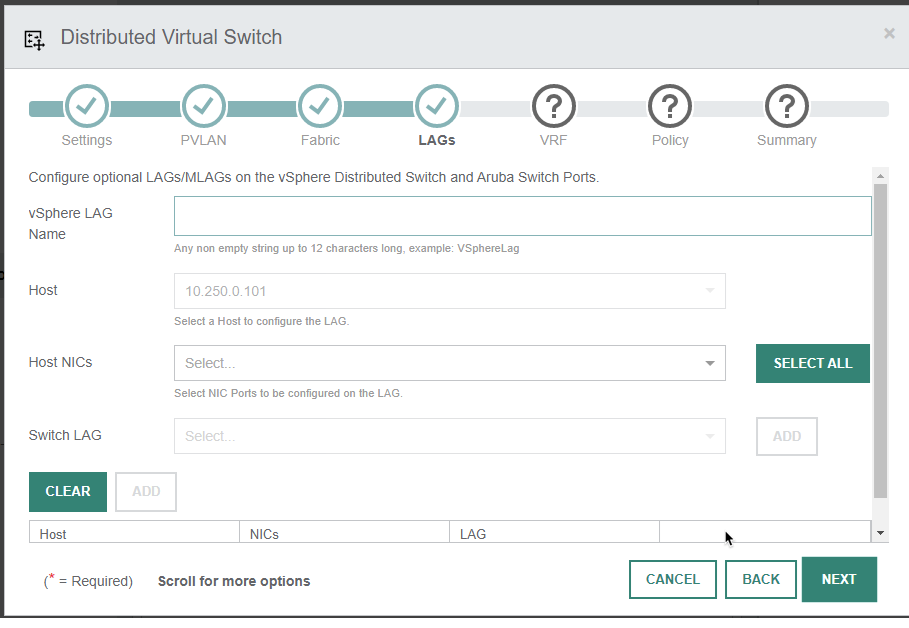 Distributed Virtual Switch
×
Settings
PVLAN
Fabric
LAGs
VRF
Policy
Summary
Configure optional LAGs/MLAGs on the vSphere Distributed Switch and Aruba Switch Ports.
vSphere LAG
Name
Any non empty string up to 12 characters long, example: VSphereLag
Host
10.250.0.101
Select a Host to configure the LAG.
Host NICs
Select...
SELECT ALL
Select NIC Ports to be configured on the LAG.
Switch LAG
Select...
ADD
CLEAR
ADD
Host
NICs
LAG
(* = Required)
Scroll for more options
CANCEL
BACK
NEXT